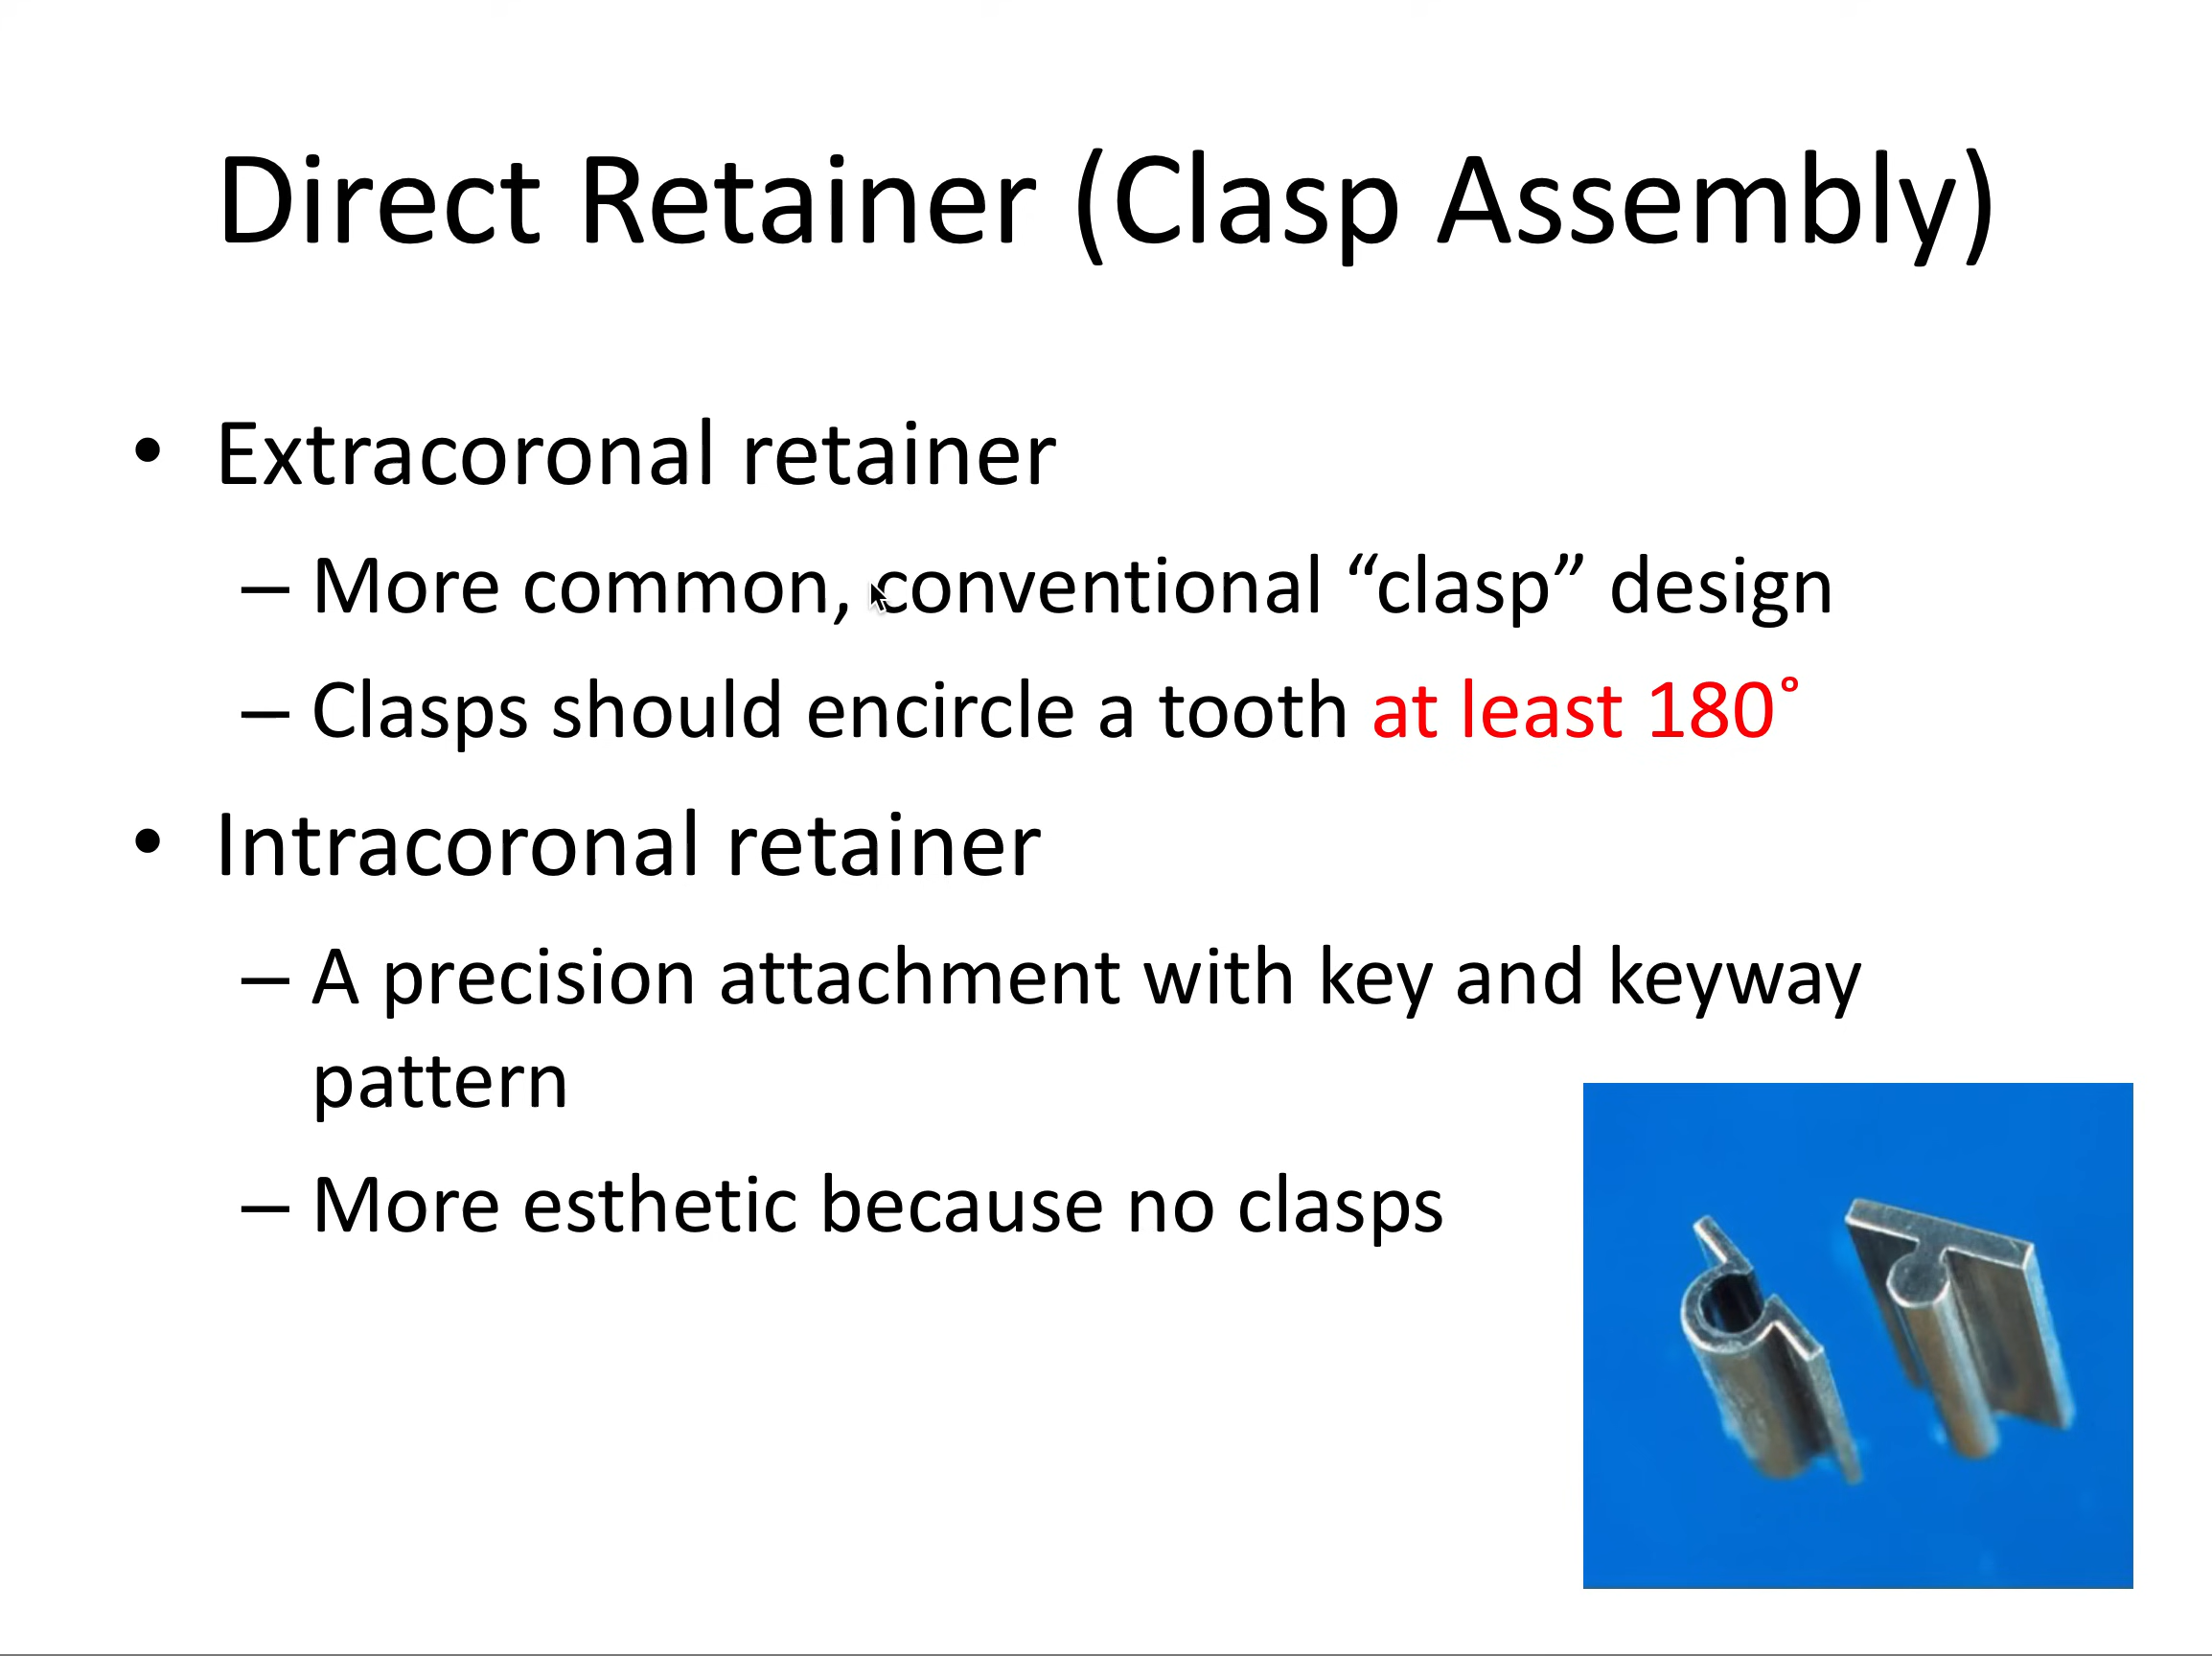 Direct Retainer (Clasp Assembly)
• Extracoronal retainer
– More common, conventional “clasp” design
– Clasps should encircle a tooth at least 180˚
• Intracoronal retainer
– A precision attachment with key and keyway
pattern
– More esthetic because no clasps